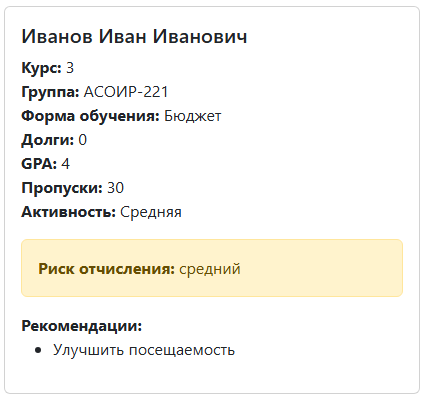 Иванов Иван Иванович
Курс: 3
Группа: АСОИР-221
Форма обучения: Бюджет
Долги: 0
GPA: 4
Пропуски: 30
Активность: Средняя
Риск отчисления: средний
Рекомендации:
• Улучшить посещаемость